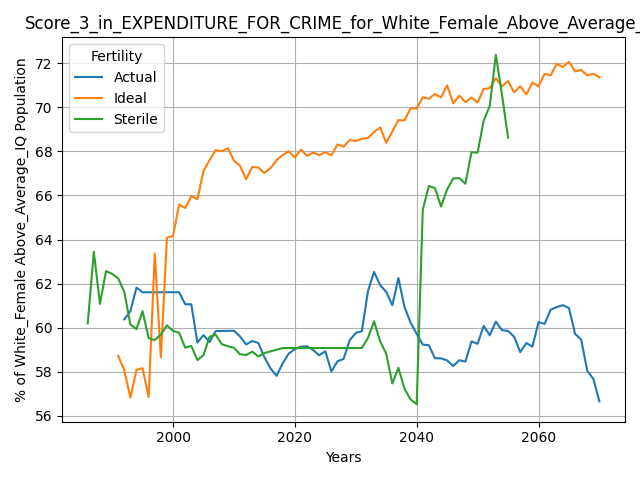 Score_3_in_EXPENDITURE_FOR_CRIME_for_White_Female_Above_Average_
Fertility
Actual
Ideal
Sterile
% of White_Female Above_Average_IQ Population
72
70
68
66
64
62
60
58
56
2000
2020
2040
2060
Years